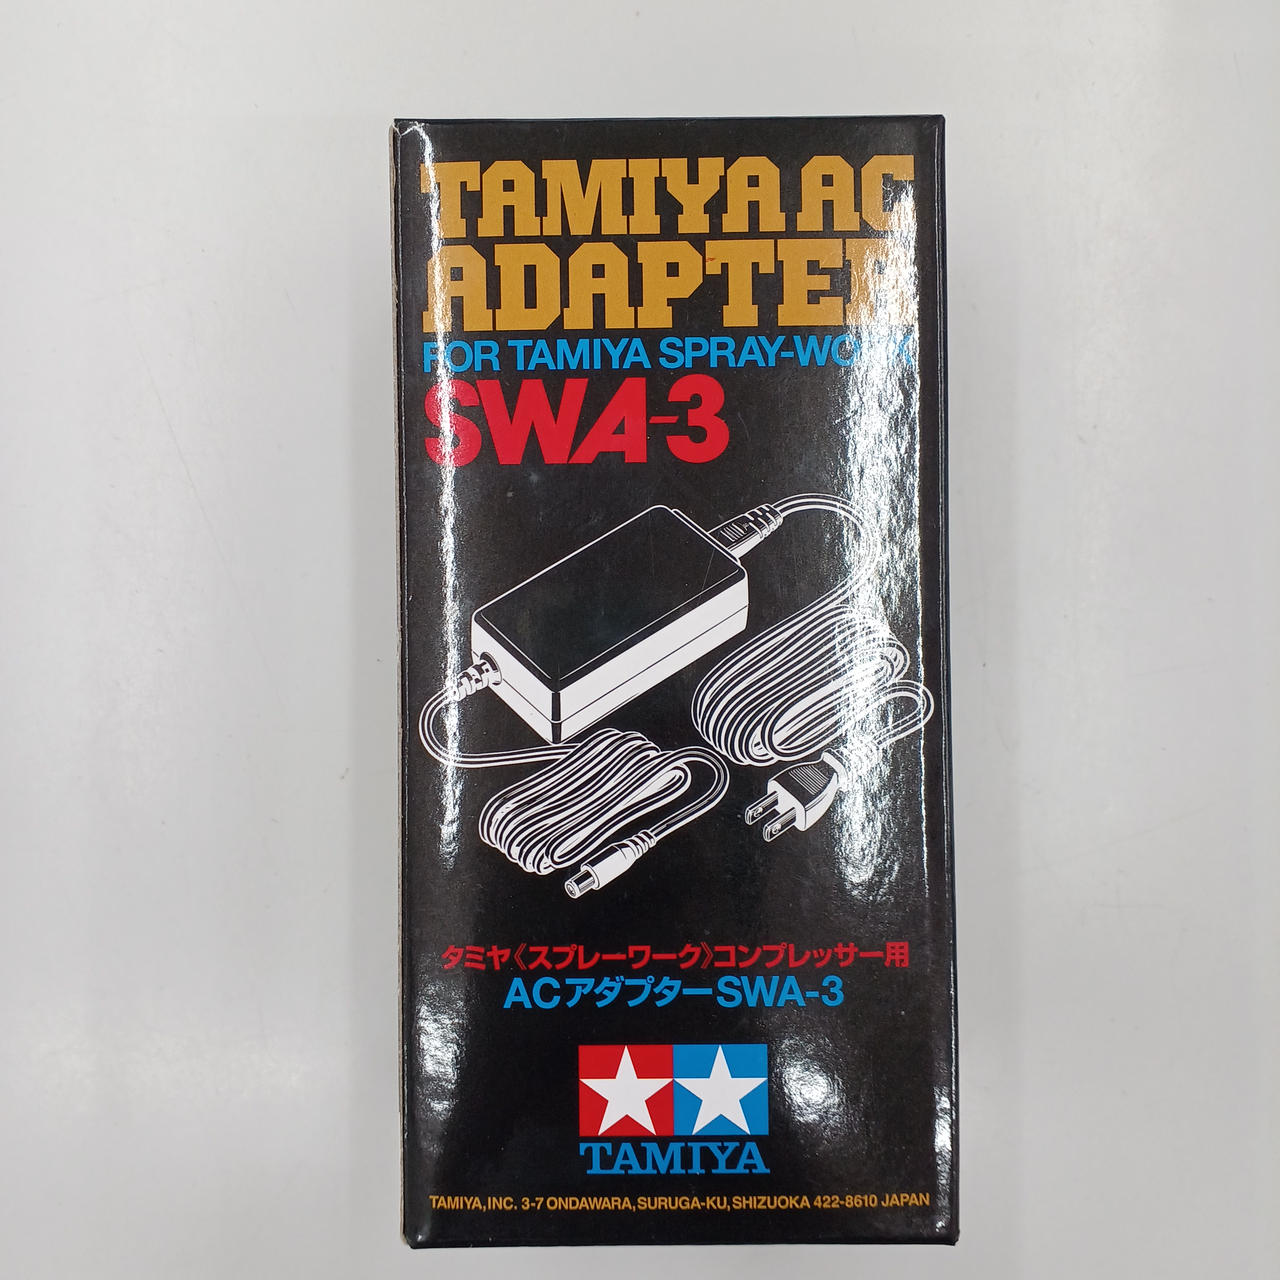 TAMIYA AC
ADAPTER
FOR TAMIYA SPRAY-WORK
SWA-3
タミヤ《スプレーワーク》コンプレッサー用
ACアダプターSWA-3
TAMIYA
TAMIYA, INC. 3-7 ONDAWARA, SURUGA-KU, SHIZUOKA 422-8610 JAPAN